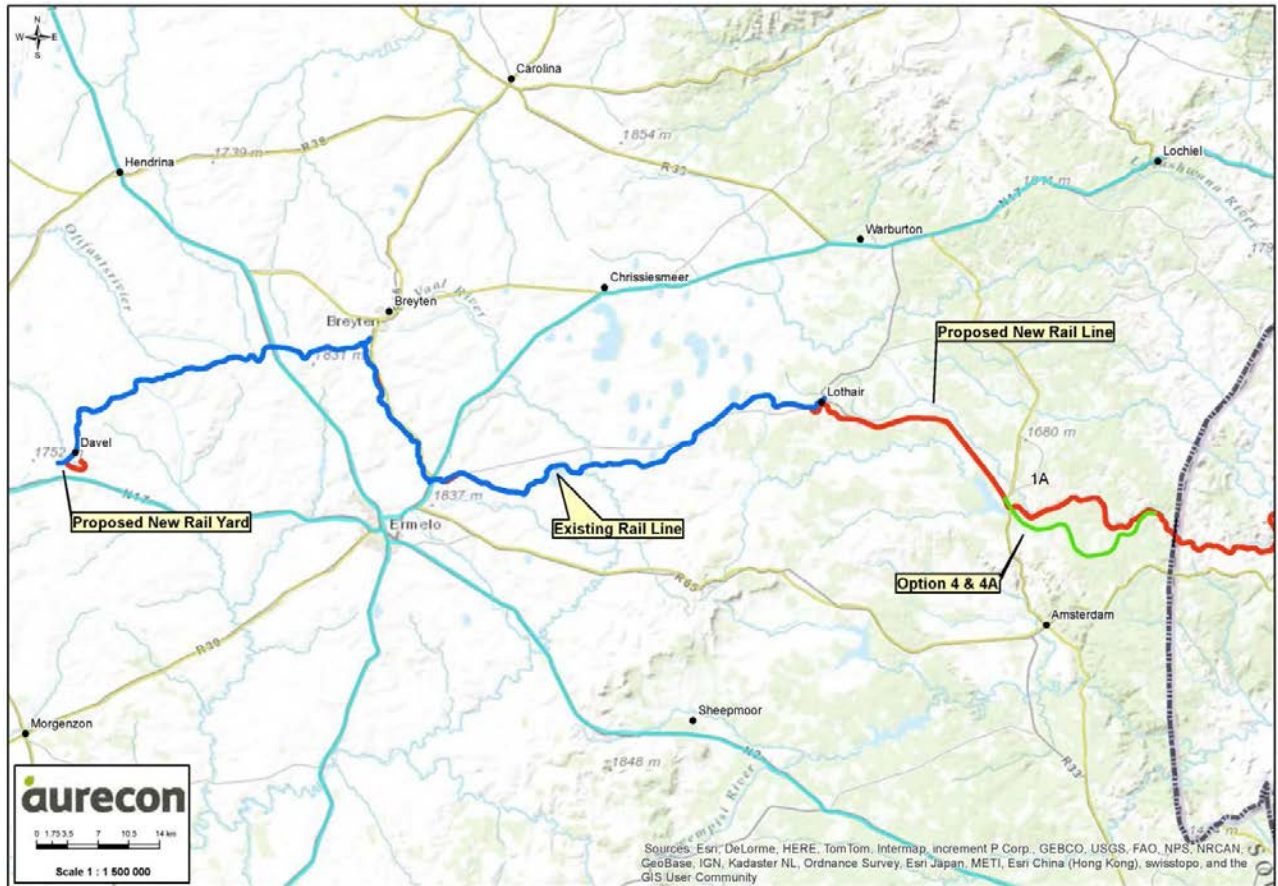 N
W E
S
Carolina
1854 m
Hendrina
1739 m
R38
R33
Lochiel
N17
Warburton
Olifantsrivier
Chrissiesmeer
Vaal River
Breyten
Breyten
1831 m
Proposed New Rail Line
Lothair
1752
Davel
1680 m
1A
N17
Proposed New Rail Yard
1837 m
Ermelo
Existing Rail Line
Option 4 & 4A
R65
Amsterdam
R39
Morgenzon
Sheepmoor
N2
1848 m
R33
aurecon
0 1.75 3.5 7 10.5 14 km
Scale 1 : 1 500 000
Sources: Esri, DeLorme, HERE, TomTom, Intermap, increment P Corp., GEBCO, USGS, FAO, NPS, NRCAN,
GeoBase, IGN, Kadaster NL, Ordnance Survey, Esri Japan, METI, Esri China (Hong Kong), swisstopo, and the
GIS User Community